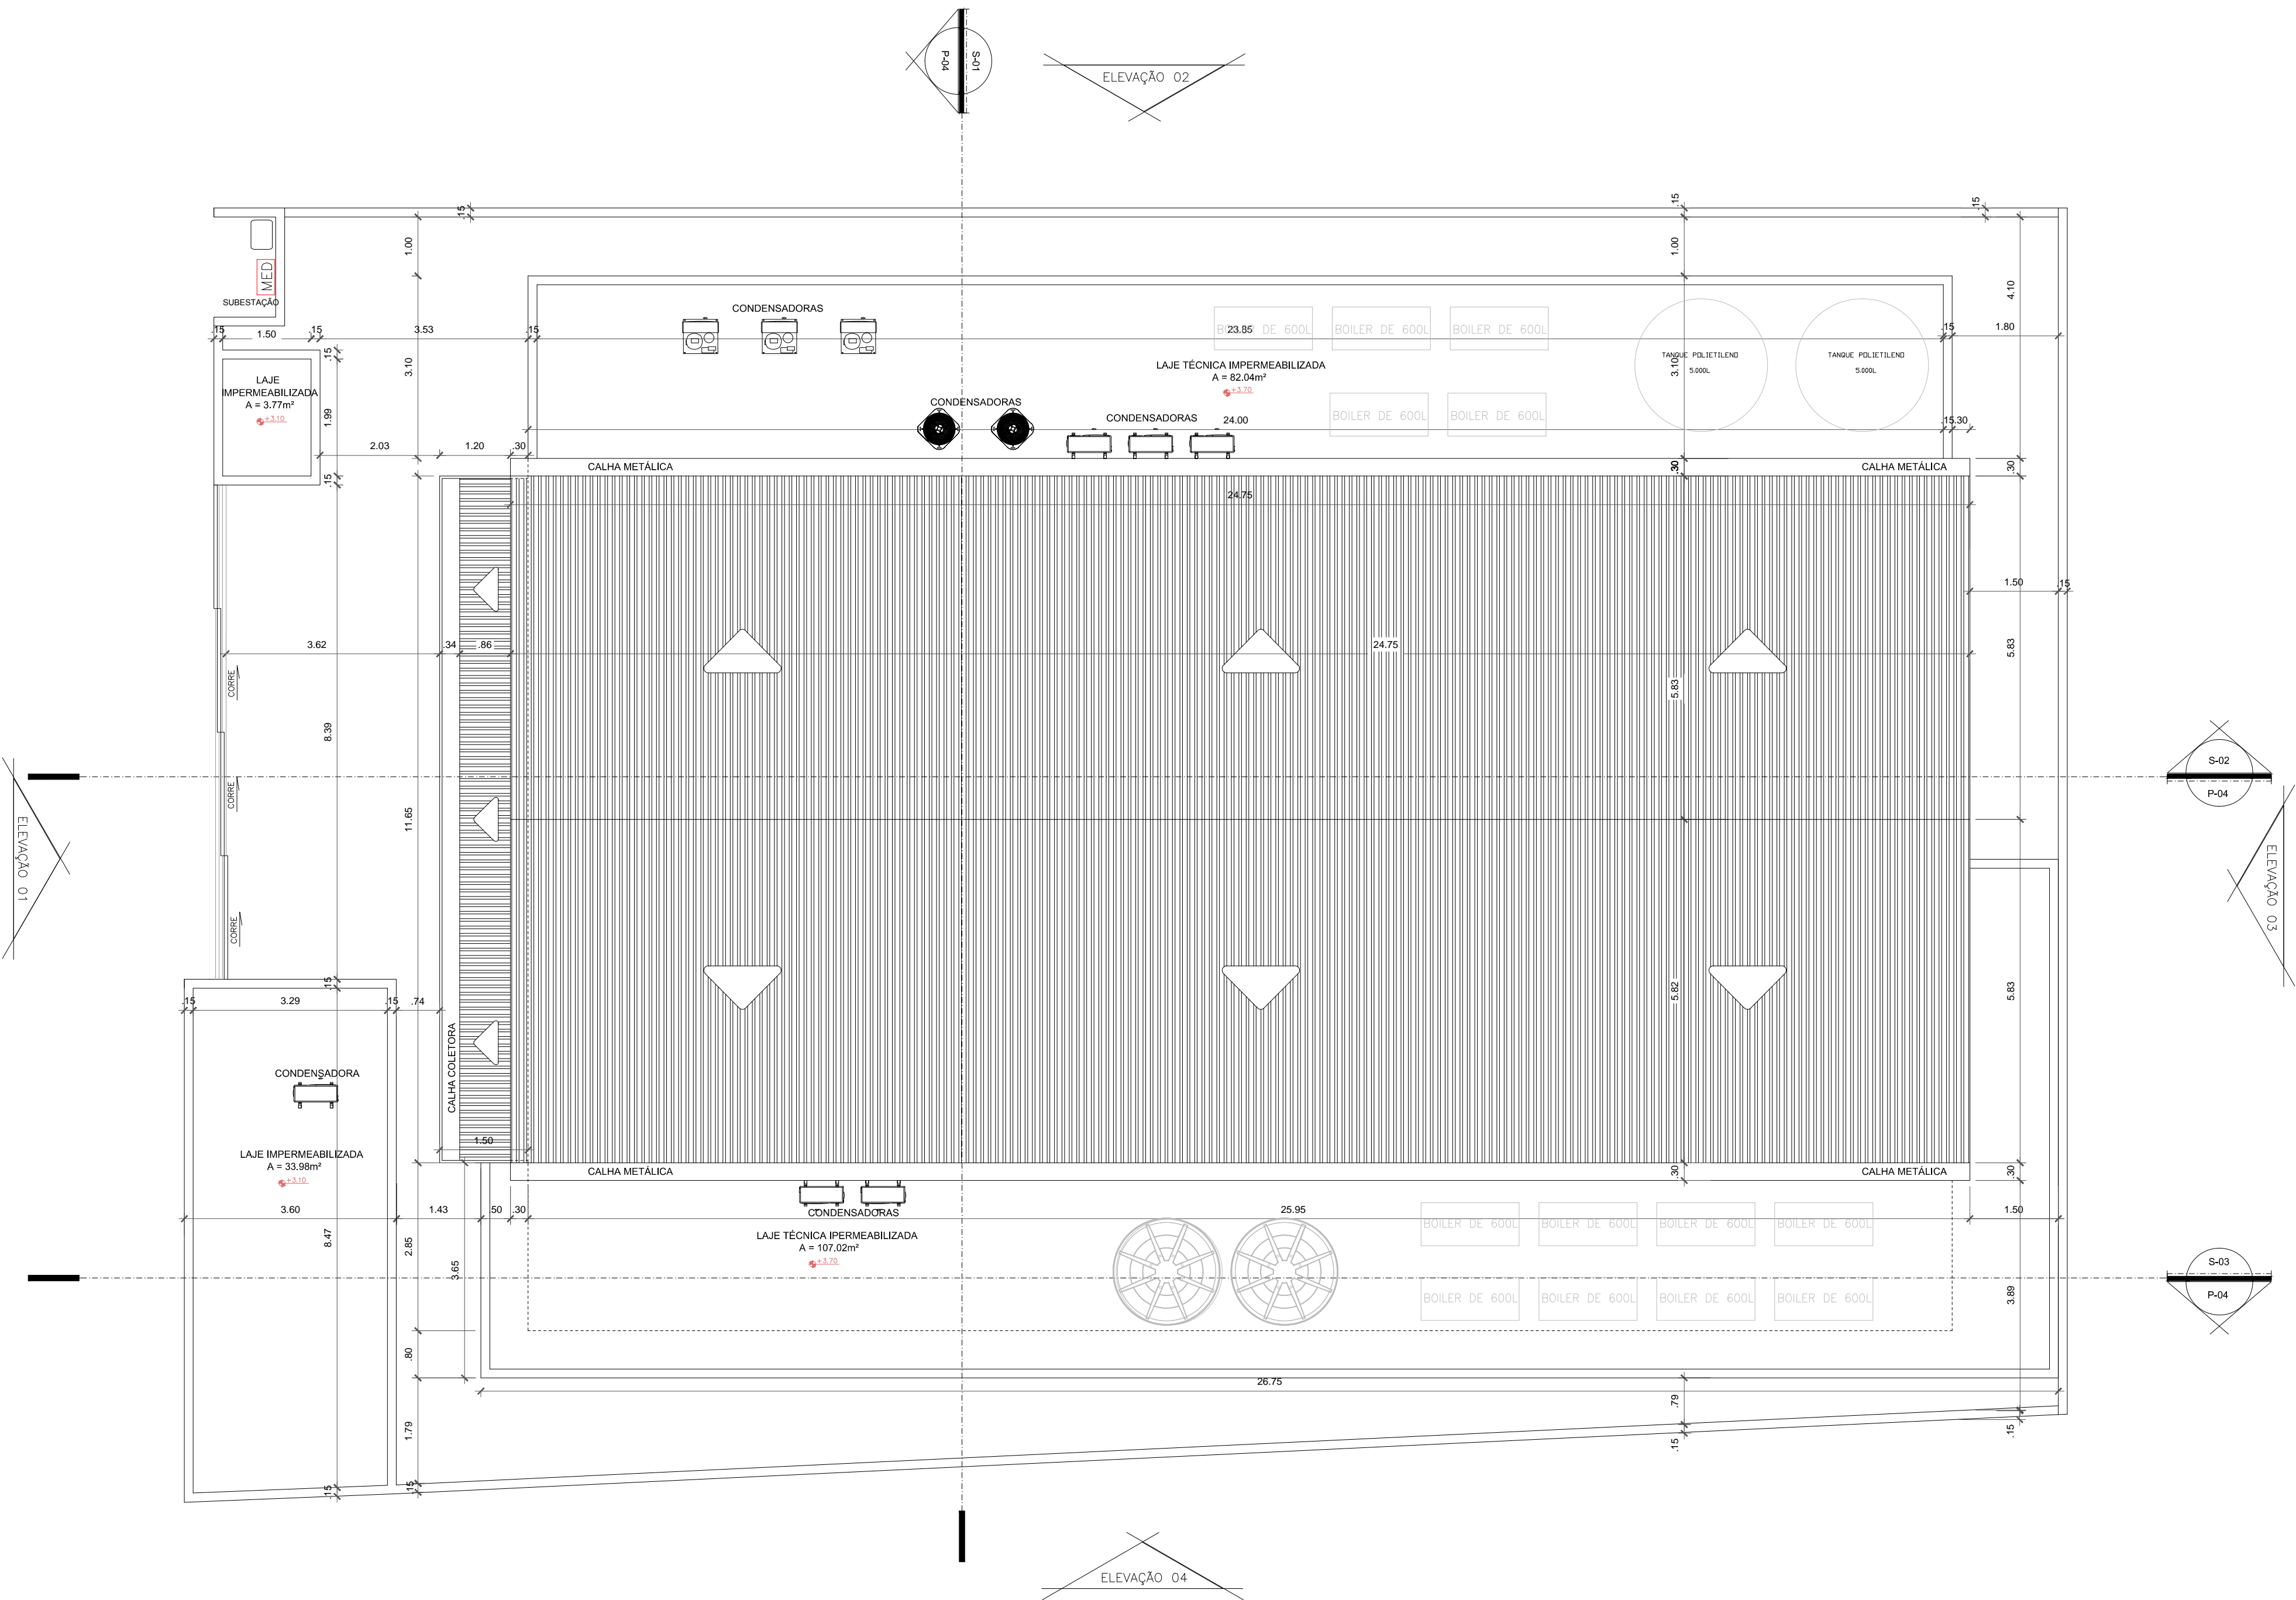 P-04
S-01
ELEVAÇÃO 02
.15
.15
.15
1.00
1.00
4.10
MED
SUBESTAÇÃO
CONDENSADORAS
.15
1.50
.15
3.53
.15
23.85
.15
1.80
BOILER DE 600L
BOILER DE 600L
BOILER DE 600L
TANQUE POLIETILENO
5.000L
TANQUE POLIETILENO
5.000L
.15
3.10
3.10
LAJE TÉCNICA IMPERMEABILIZADA
A = 82.04m²
+3.70
LAJE
IMPERMEABILIZADA
A = 3.77m²
+3.10
1.99
CONDENSADORAS
CONDENSADORAS
24.00
BOILER DE 600L
BOILER DE 600L
.15
.30
2.03
1.20
.30
CALHA METÁLICA
.30
CALHA METÁLICA
.30
.15
24.75
1.50
.15
3.62
.34
.86
24.75
5.83
5.83
CORRE
8.39
CORRE
11.65
CORRE
S-02
P-04
ELEVAÇÃO 01
ELEVAÇÃO 03
.15
.15
3.29
.15
.74
5.82
5.83
CALHA COLETORA
CONDENSADORA
1.50
LAJE IMPERMEABILIZADA
A = 33.98m²
+3.10
CALHA METÁLICA
.30
CALHA METÁLICA
.30
3.60
1.43
.50
.30
CONDENSADORAS
25.95
1.50
8.47
2.85
3.65
LAJE TÉCNICA IPERMEABILIZADA
A = 107.02m²
+3.70
BOILER DE 600L
BOILER DE 600L
BOILER DE 600L
BOILER DE 600L
BOILER DE 600L
BOILER DE 600L
BOILER DE 600L
BOILER DE 600L
3.89
S-03
P-04
.80
26.75
.79
1.79
.15
.15
.15
.15
ELEVAÇÃO 04